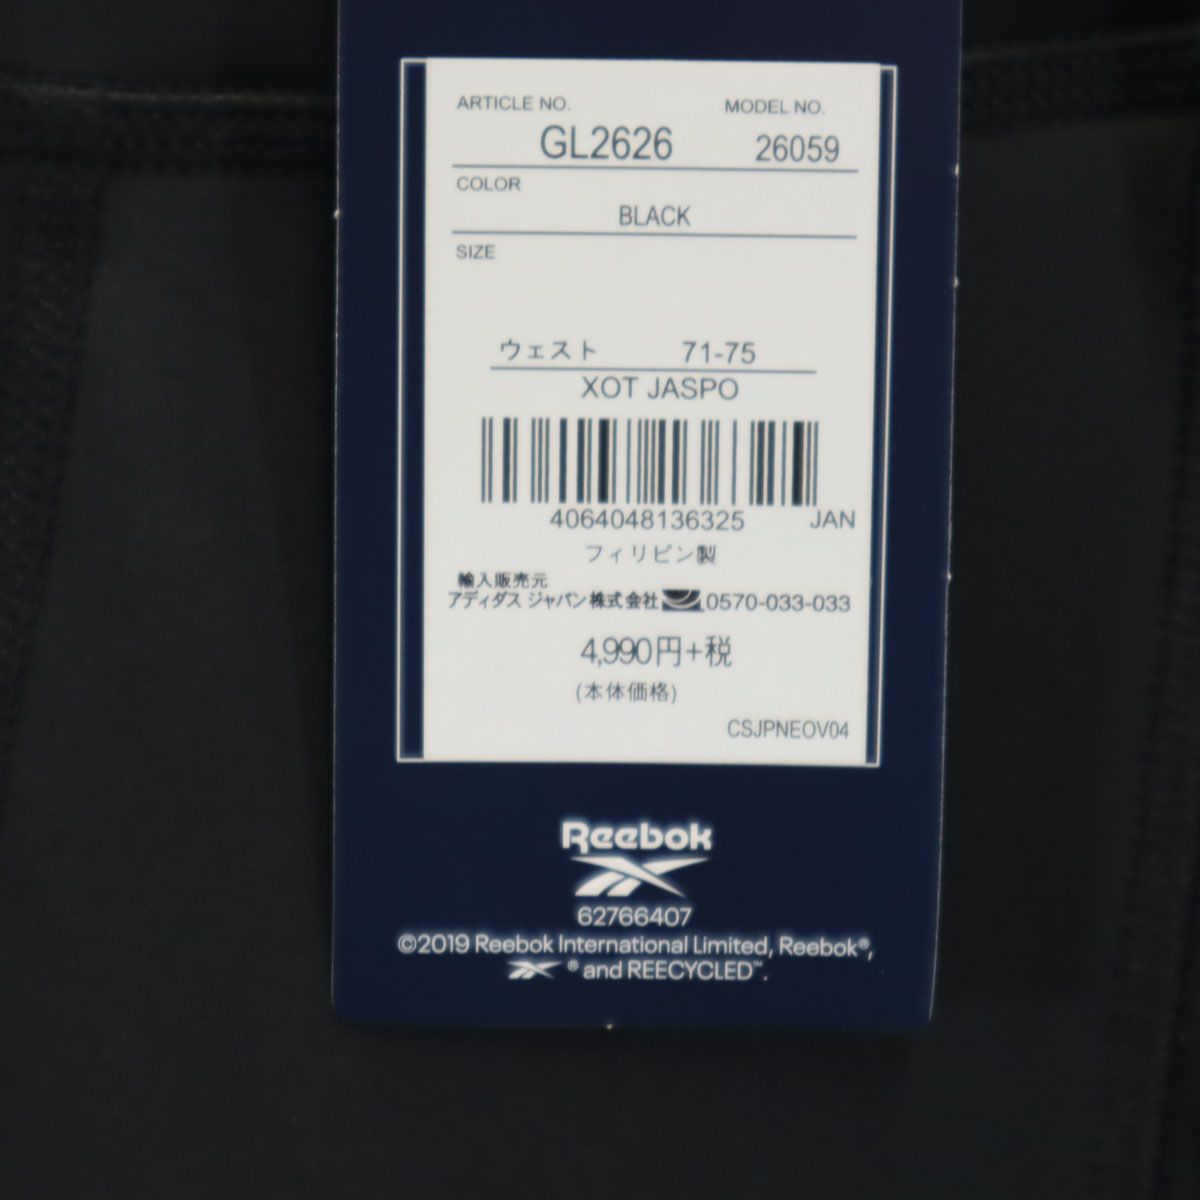 ARTICLE NO. MODEL NO.
GL2626 26059
COLOR
BLACK
SIZE
ウェスト 71-75
XOT JASPO
4064048136325 JAN
フィリピン製
輸入販売元
アディダス ジャパン株式会社 0570-033-033
4,990円+税
(本体価格)
CSJPNEOV04
Reebok
62766407
©2019 Reebok International Limited, Reebok®,
® and REECYCLED™.